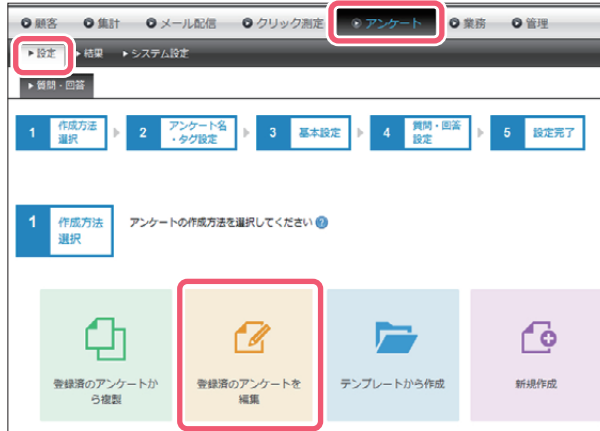 顧客 集計 メール配信 クリック測定 アンケート 業務 管理
設定 結果 システム設定
質問・回答
1 作成方法選択 2 アンケート名・タグ設定 3 基本設定 4 質問・回答設定 5 設定完了
1 作成方法選択 アンケートの作成方法を選択してください ?
登録済のアンケートか
ら複製
登録済のアンケートを
編集
テンプレートから作成
新規作成